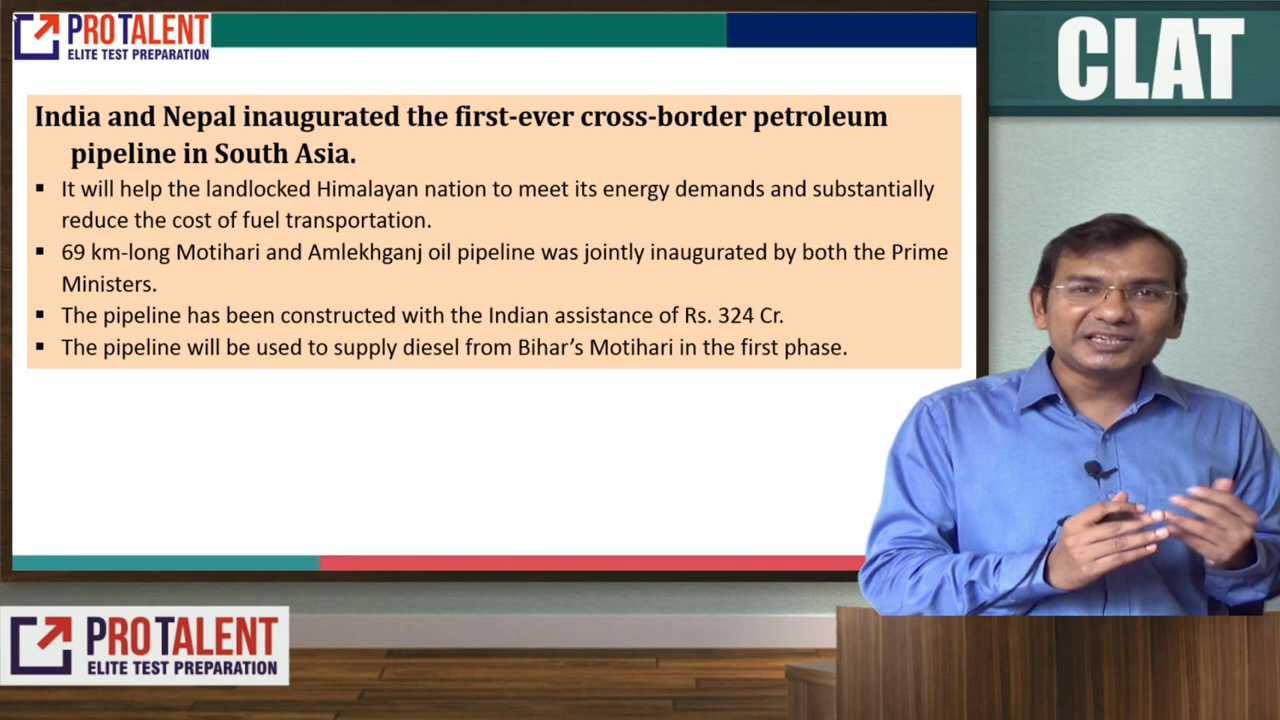 PROTALENT
ELITE TEST PREPARATION
CLAT
India and Nepal inaugurated the first-ever cross-border petroleum
pipeline in South Asia.
▪ It will help the landlocked Himalayan nation to meet its energy demands and substantially
reduce the cost of fuel transportation.
▪ 69 km-long Motihari and Amlekhganj oil pipeline was jointly inaugurated by both the Prime
Ministers.
▪ The pipeline has been constructed with the Indian assistance of Rs. 324 Cr.
▪ The pipeline will be used to supply diesel from Bihar’s Motihari in the first phase.
PROTALENT
ELITE TEST PREPARATION